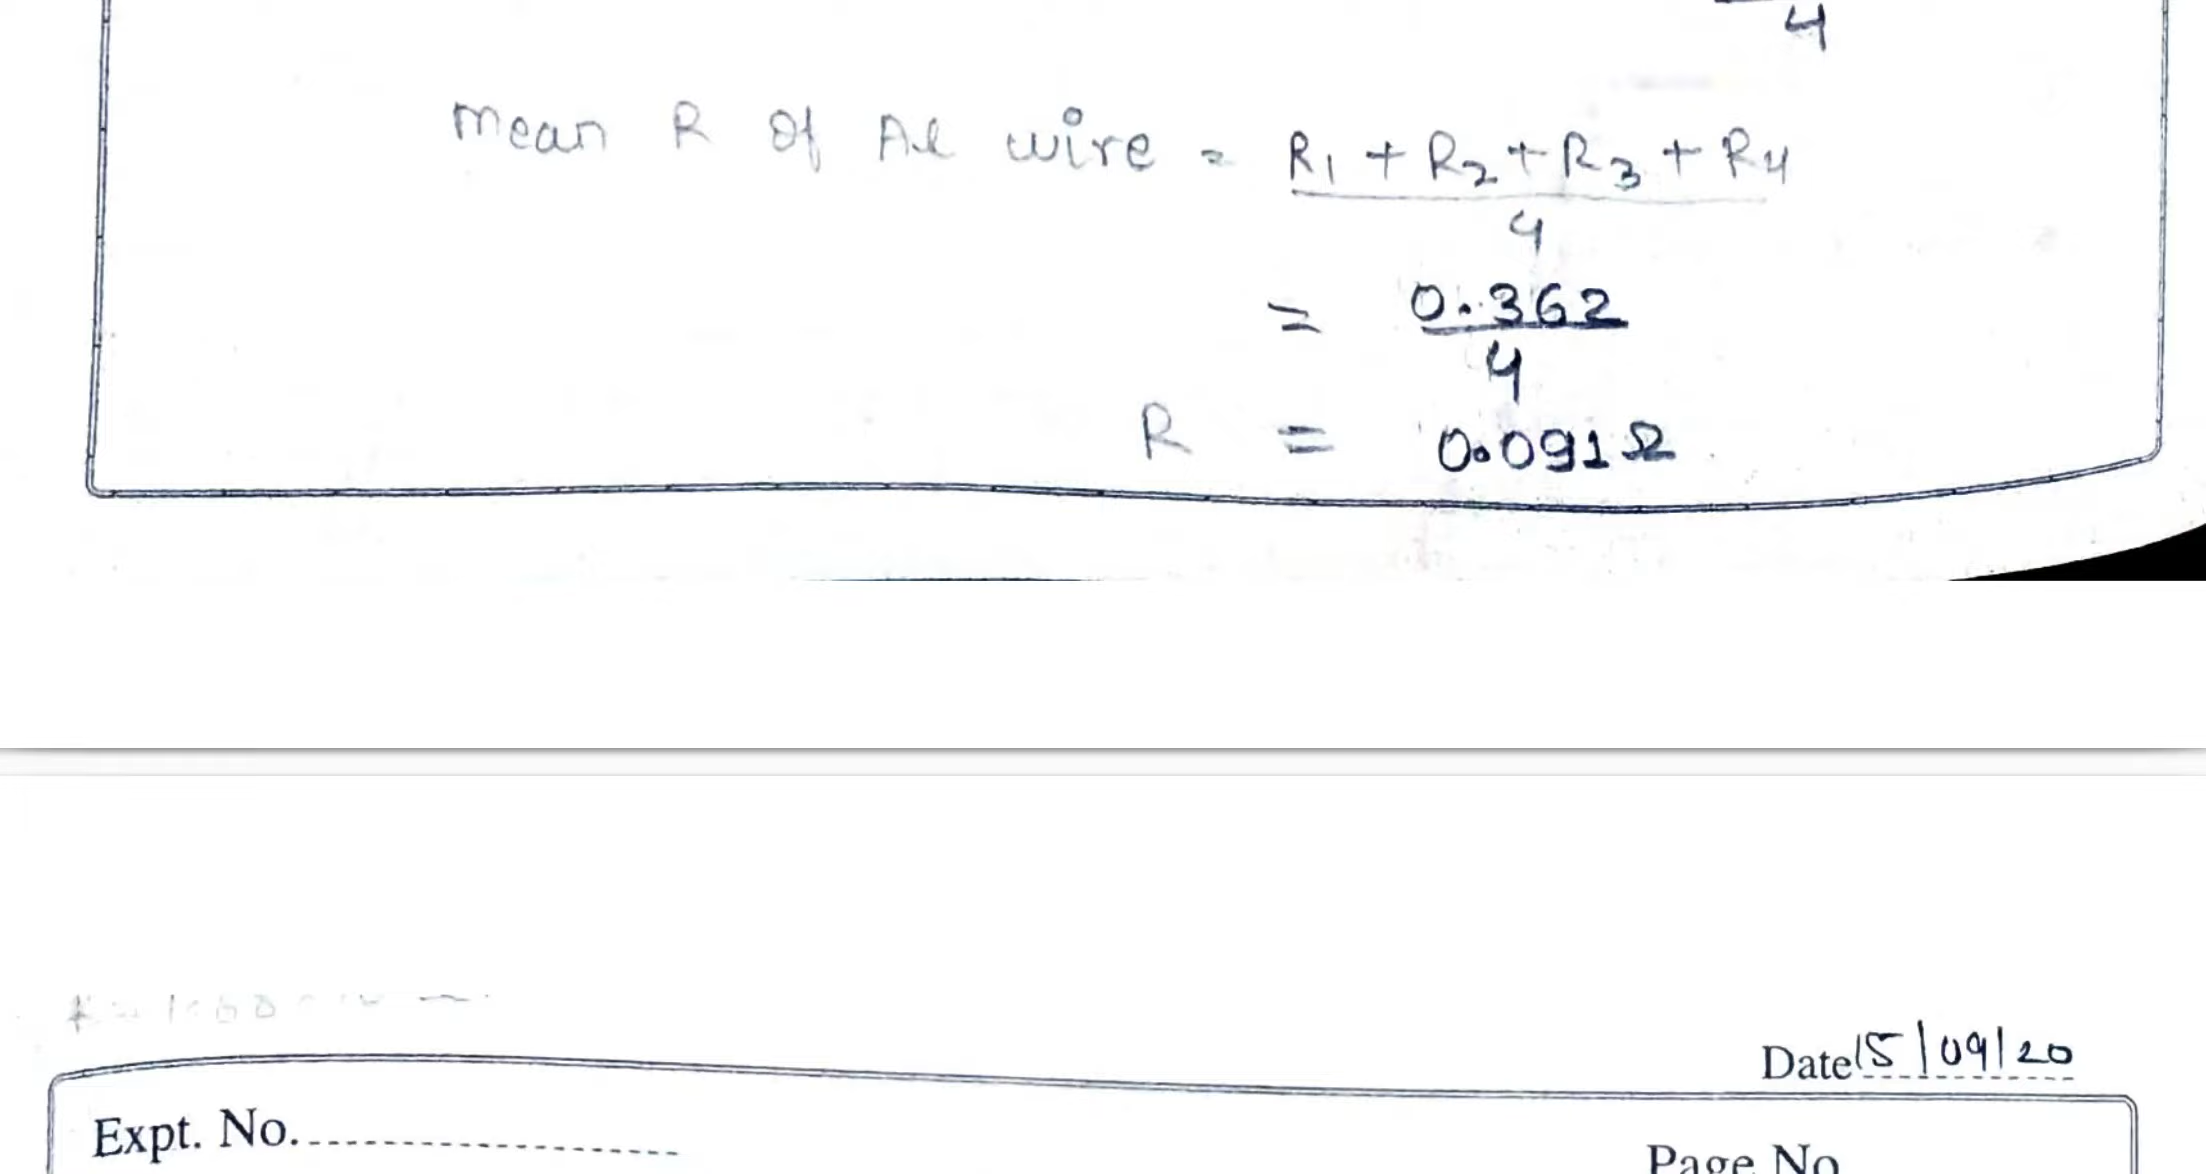 4
Mean R of Al wire = R1 + R2 + R3 + R4
4
= 0.362
4
R = 0.091Ω
Date 15/09/20
Expt. No.
Page No